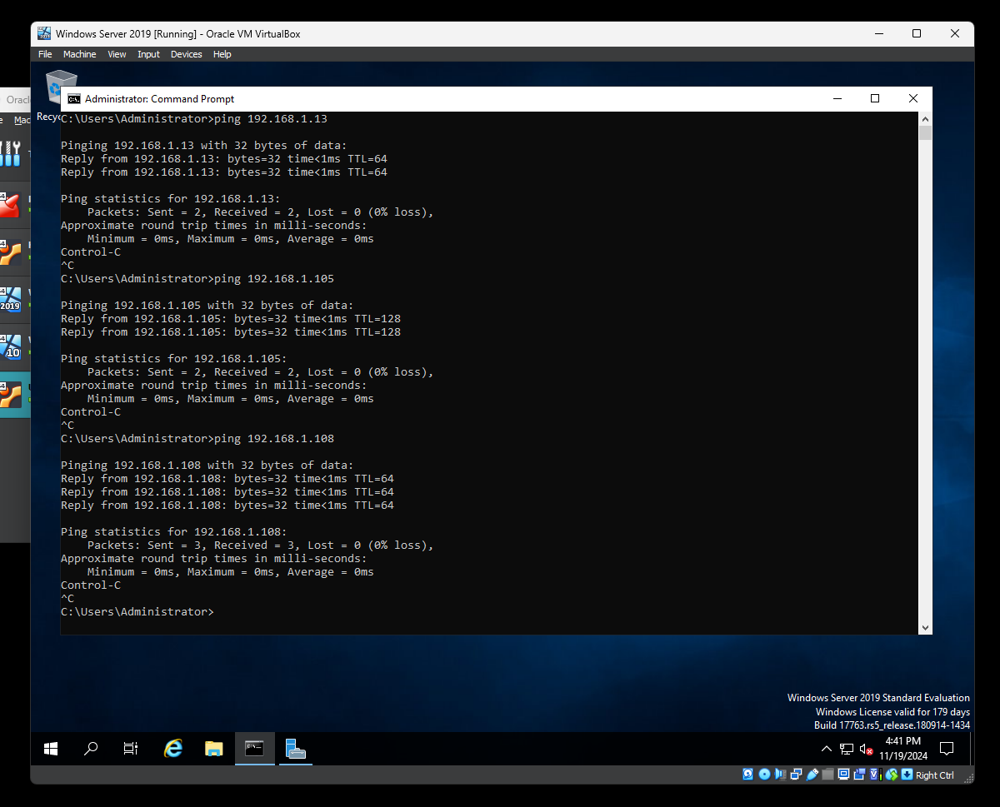 Windows Server 2019 [Running] - Oracle VM VirtualBox
File Machine View Input Devices Help
Administrator: Command Prompt
C:\Users\Administrator>ping 192.168.1.13
Pinging 192.168.1.13 with 32 bytes of data:
Reply from 192.168.1.13: bytes=32 time<1ms TTL=64
Reply from 192.168.1.13: bytes=32 time<1ms TTL=64
Ping statistics for 192.168.1.13:
    Packets: Sent = 2, Received = 2, Lost = 0 (0% loss),
Approximate round trip times in milli-seconds:
    Minimum = 0ms, Maximum = 0ms, Average = 0ms
Control-C
^C
C:\Users\Administrator>ping 192.168.1.105
Pinging 192.168.1.105 with 32 bytes of data:
Reply from 192.168.1.105: bytes=32 time<1ms TTL=128
Reply from 192.168.1.105: bytes=32 time<1ms TTL=128
Ping statistics for 192.168.1.105:
    Packets: Sent = 2, Received = 2, Lost = 0 (0% loss),
Approximate round trip times in milli-seconds:
    Minimum = 0ms, Maximum = 0ms, Average = 0ms
Control-C
^C
C:\Users\Administrator>ping 192.168.1.108
Pinging 192.168.1.108 with 32 bytes of data:
Reply from 192.168.1.108: bytes=32 time<1ms TTL=64
Reply from 192.168.1.108: bytes=32 time<1ms TTL=64
Reply from 192.168.1.108: bytes=32 time<1ms TTL=64
Ping statistics for 192.168.1.108:
    Packets: Sent = 3, Received = 3, Lost = 0 (0% loss),
Approximate round trip times in milli-seconds:
    Minimum = 0ms, Maximum = 0ms, Average = 0ms
Control-C
^C
C:\Users\Administrator>
2019
10
Windows Server 2019 Standard Evaluation
Windows License valid for 179 days
Build 17763.rs5_release.180914-1434
4:41 PM
11/19/2024
Right Ctrl